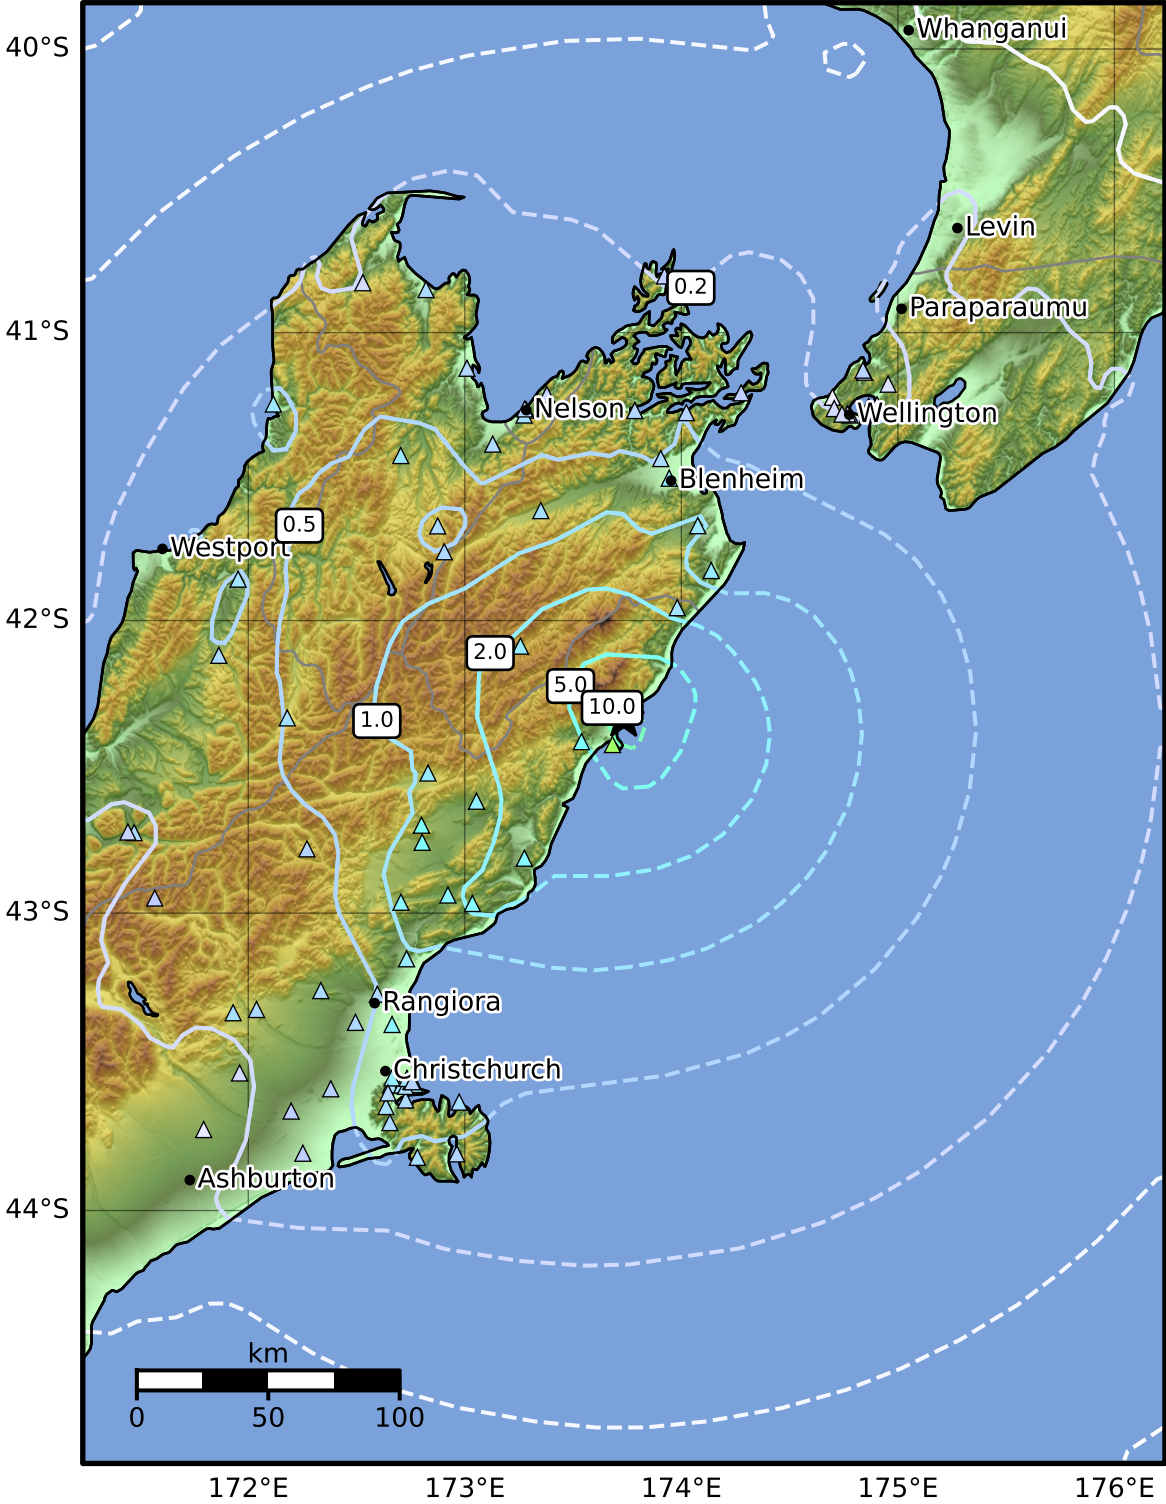 40°S
Whanganui
Levin
0.2
Paraparaumu
41°S
Nelson
Wellington
Blenheim
0.5
Westport
42°S
2.0
5.0
10.0
1.0
43°S
Rangiora
Christchurch
Ashburton
44°S
km
0 50 100
172°E 173°E 174°E 175°E 176°E